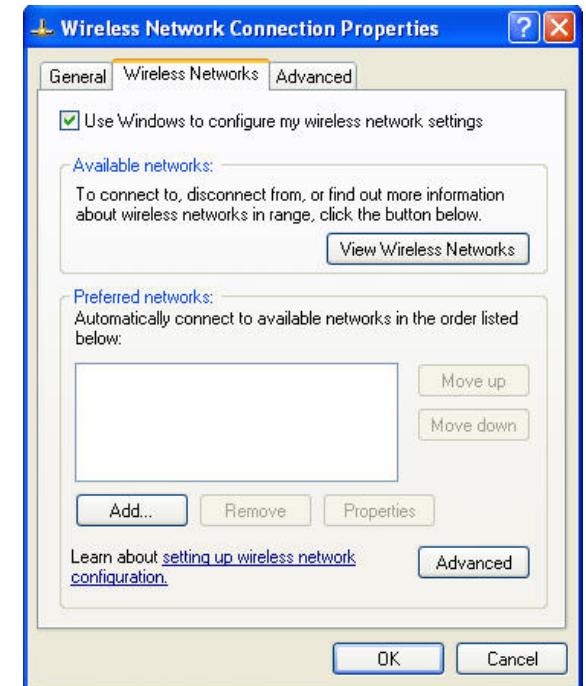 Wireless Network Connection Properties
General Wireless Networks Advanced
Use Windows to configure my wireless network settings
Available networks:
To connect to, disconnect from, or find out more information
about wireless networks in range, click the button below.
View Wireless Networks
Preferred networks:
Automatically connect to available networks in the order listed
below:
Move up
Move down
Add... Remove Properties
Learn about setting up wireless network
configuration.
Advanced
OK Cancel